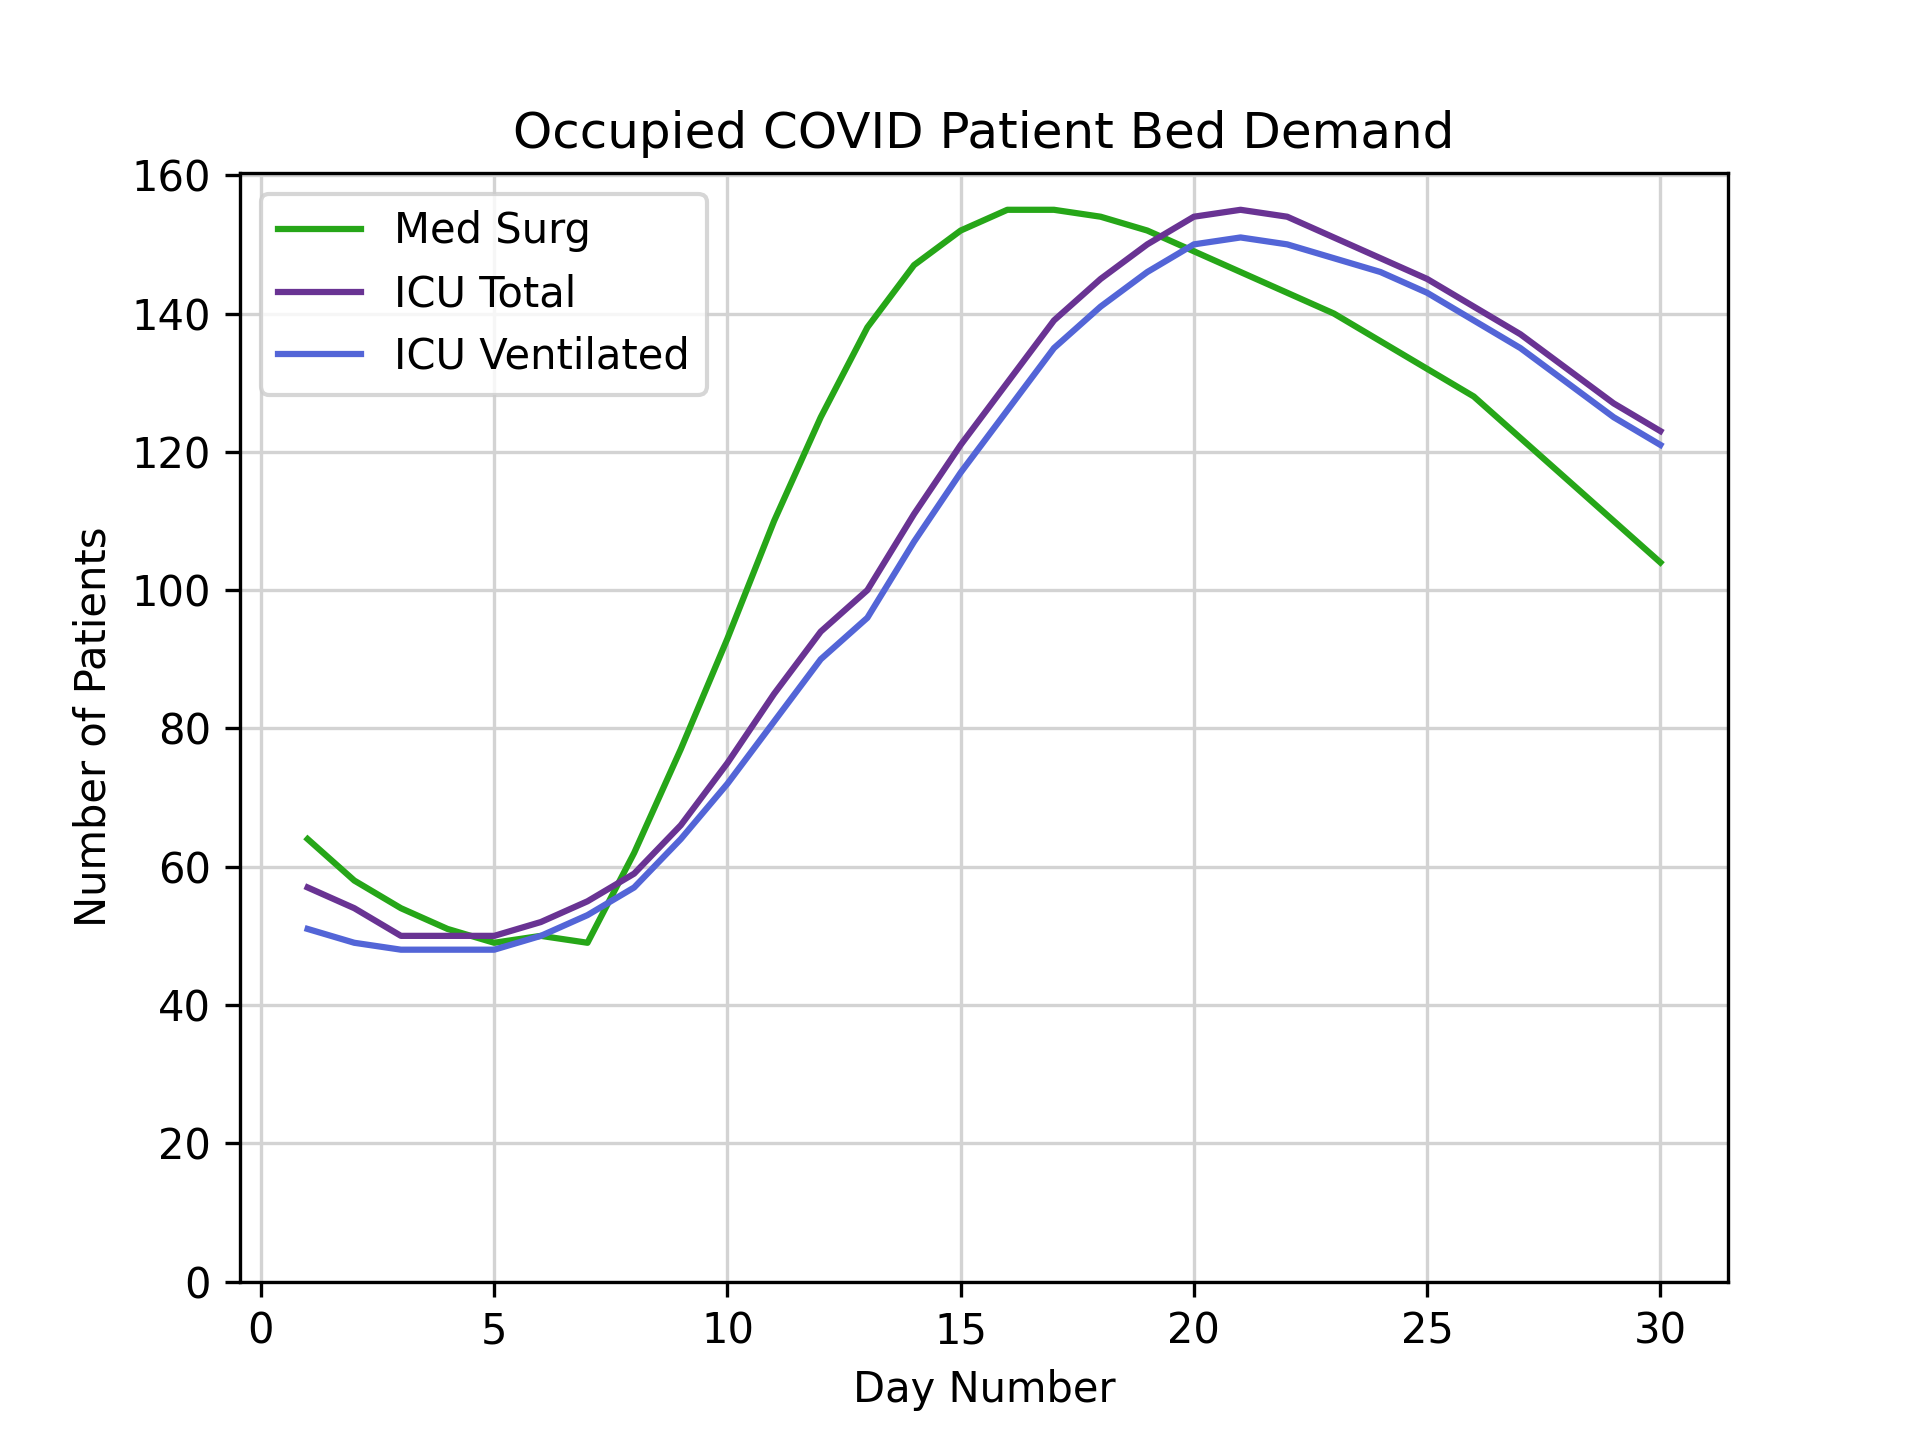 Occupied COVID Patient Bed Demand
Med Surg
ICU Total
ICU Ventilated
Number of Patients
160
140
120
100
80
60
40
20
0
0 5 10 15 20 25 30
Day Number